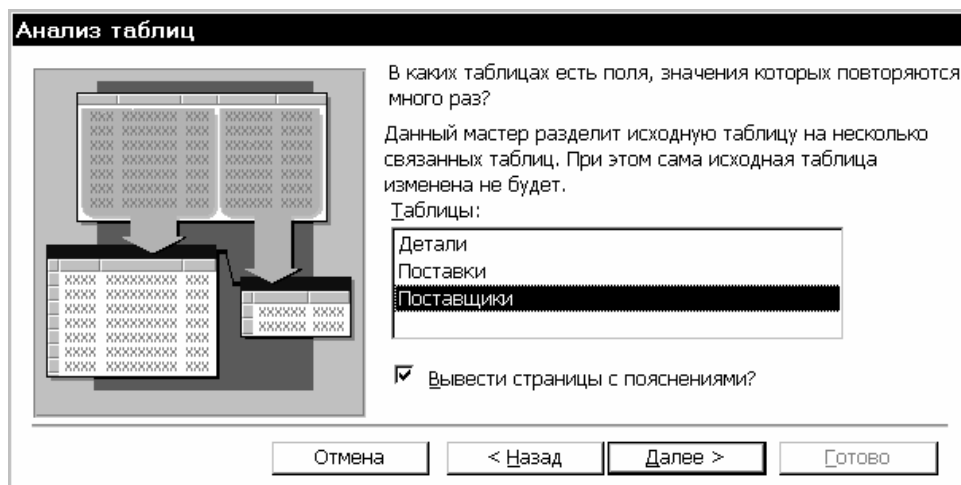 Анализ таблиц
В каких таблицах есть поля, значения которых повторяются
много раз?
Данный мастер разделит исходную таблицу на несколько
связанных таблиц. При этом сама исходная таблица
изменена не будет.
Таблицы:
Детали
Поставки
Поставщики
Вывести страницы с пояснениями?
Отмена
< Назад
Далее >
Готово